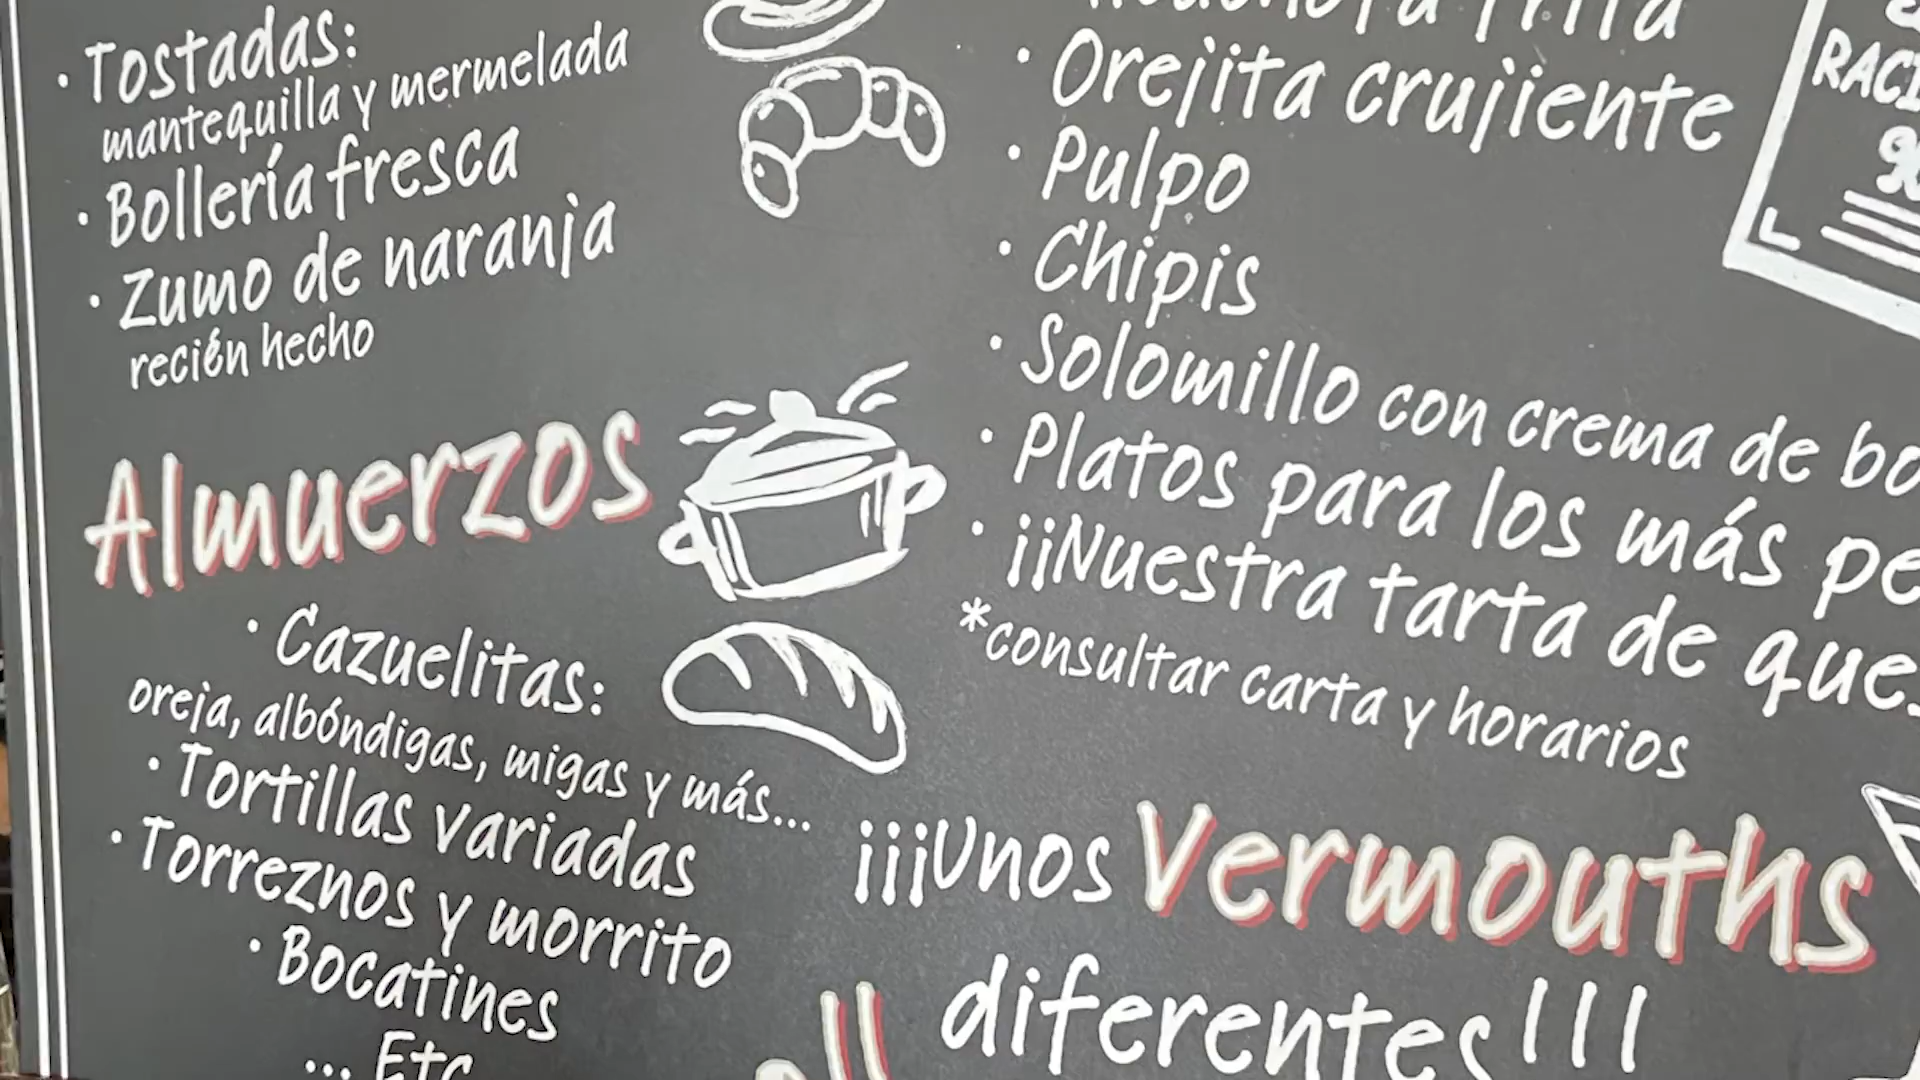 · Tostadas:
mantequilla y mermelada
· Bollería fresca
· Zumo de naranja
recién hecho
Almuerzos
· Cazuelitas:
oreja, albóndigas, migas y más...
· Tortillas variadas
· Torreznos y morrito
· Bocatines
... Etc
frita
· Orejita crujiente
· Pulpo
· Chipis
· Solomillo con crema de
· Platos para los más
· ¡¡Nuestra tarta de
*consultar carta y horarios
¡¡¡Unos Vermouths
diferentes!!!